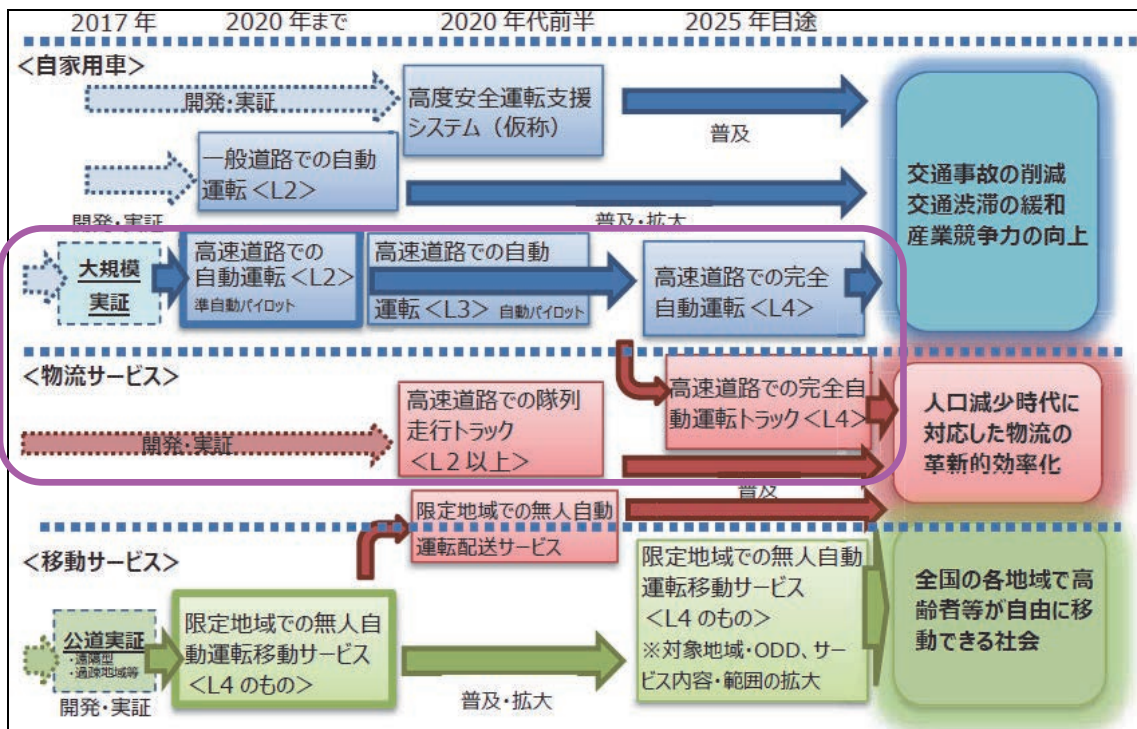 2017年 2020年まで 2020年代前半 2025年目途
<自家用車>
開発・実証
高度安全運転支援
システム（仮称）
普及
一般道路での自動
運転<L2>
開発・実証
普及・拡大
交通事故の削減
交通渋滞の緩和
産業競争力の向上
大規模
実証
高速道路での
自動運転<L2>
準自動パイロット
高速道路での自動
運転<L3> 自動パイロット
高速道路での完全
自動運転<L4>
<物流サービス>
開発・実証
高速道路での隊列
走行トラック
<L2以上>
高速道路での完全自
動運転トラック<L4>
普及
人口減少時代に
対応した物流の
革新的効率化
限定地域での無人自動
運転配送サービス
<移動サービス>
公道実証
・遠隔型
・過疎地域等
開発・実証
限定地域での無人自
動運転移動サービス
<L4のもの>
普及・拡大
限定地域での無人自動
運転移動サービス
<L4のもの>
※対象地域・ODD、サー
ビス内容・範囲の拡大
全国の各地域で高
齢者等が自由に移
動できる社会